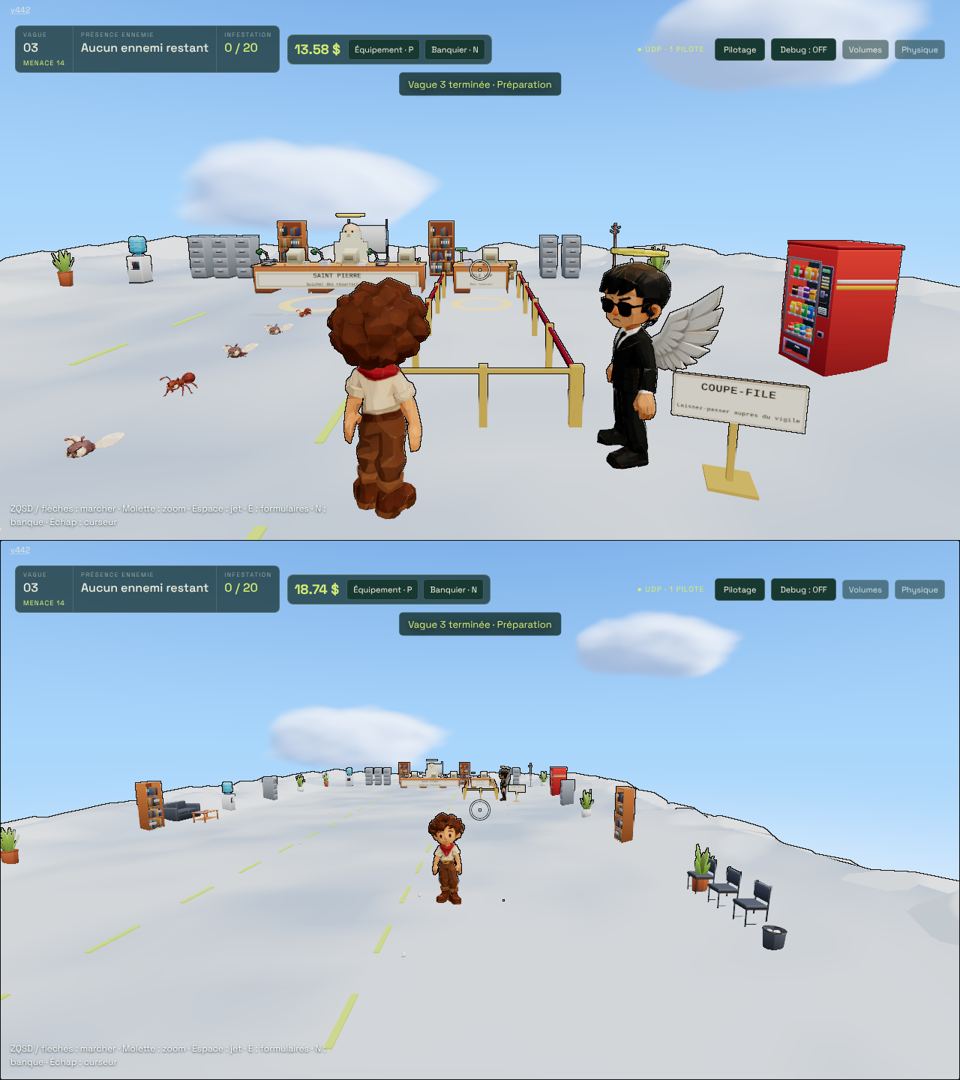 v442
VAGUE
03
MENACE 14
PRÉSENCE ENNEMIE
Aucun ennemi restant
INFESTATION
0 / 20
13.58 $
Équipement · P
Banquier · N
UDP · 1 PILOTE
Pilotage
Debug : OFF
Volumes
Physique
Vague 3 terminée · Préparation
SAINT PIERRE
COUPE-FILE
Laissez-passer auprès du vigile
ZQSD / flèches : marcher · Molette : zoom · Espace : jet · E : formulaires · N :
banque · Échap : curseur
v442
VAGUE
03
MENACE 14
PRÉSENCE ENNEMIE
Aucun ennemi restant
INFESTATION
0 / 20
18.74 $
Équipement · P
Banquier · N
UDP · 1 PILOTE
Pilotage
Debug : OFF
Volumes
Physique
Vague 3 terminée · Préparation
ZQSD / flèches : marcher · Molette : zoom · Espace : jet · E : formulaires · N :
banque · Échap : curseur